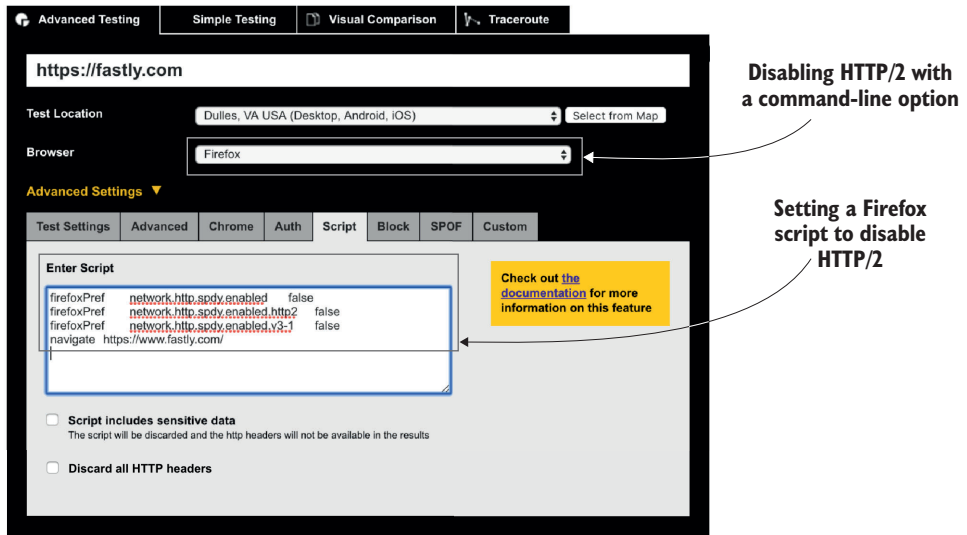 Advanced Testing
Simple Testing
Visual Comparison
Traceroute
https://fastly.com
Test Location
Dulles, VA USA (Desktop, Android, iOS)
Select from Map
Browser
Firefox
Advanced Settings ▼
Test Settings
Advanced
Chrome
Auth
Script
Block
SPOF
Custom
Enter Script
firefoxPref network.http.spdy.enabled false
firefoxPref network.http.spdy.enabled.http2 false
firefoxPref network.http.spdy.enabled.v3-1 false
navigate https://www.fastly.com/
Check out the
documentation for more
information on this feature
Script includes sensitive data
The script will be discarded and the http headers will not be available in the results
Discard all HTTP headers
Disabling HTTP/2 with
a command-line option
Setting a Firefox
script to disable
HTTP/2